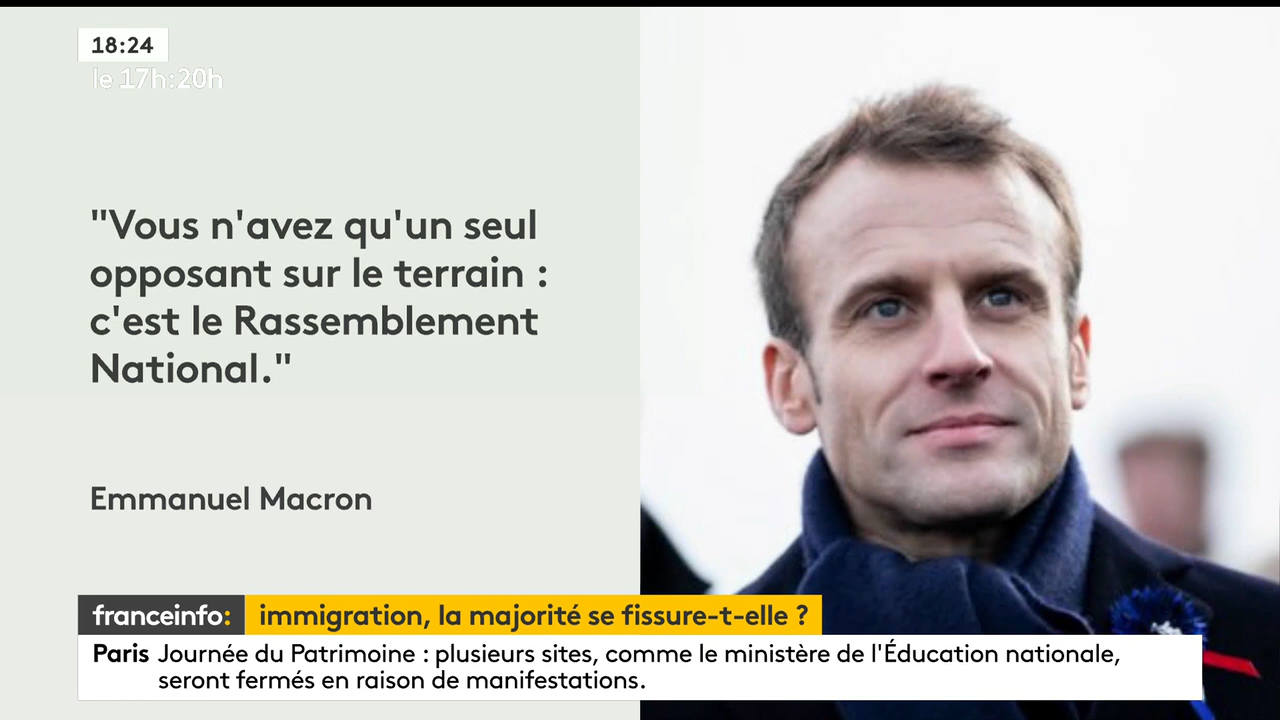 18:24
le 17h:20h
"Vous n'avez qu'un seul
opposant sur le terrain :
c'est le Rassemblement
National."
Emmanuel Macron
franceinfo: immigration, la majorité se fissure-t-elle ?
Paris Journée du Patrimoine : plusieurs sites, comme le ministère de l'Éducation nationale,
seront fermés en raison de manifestations.